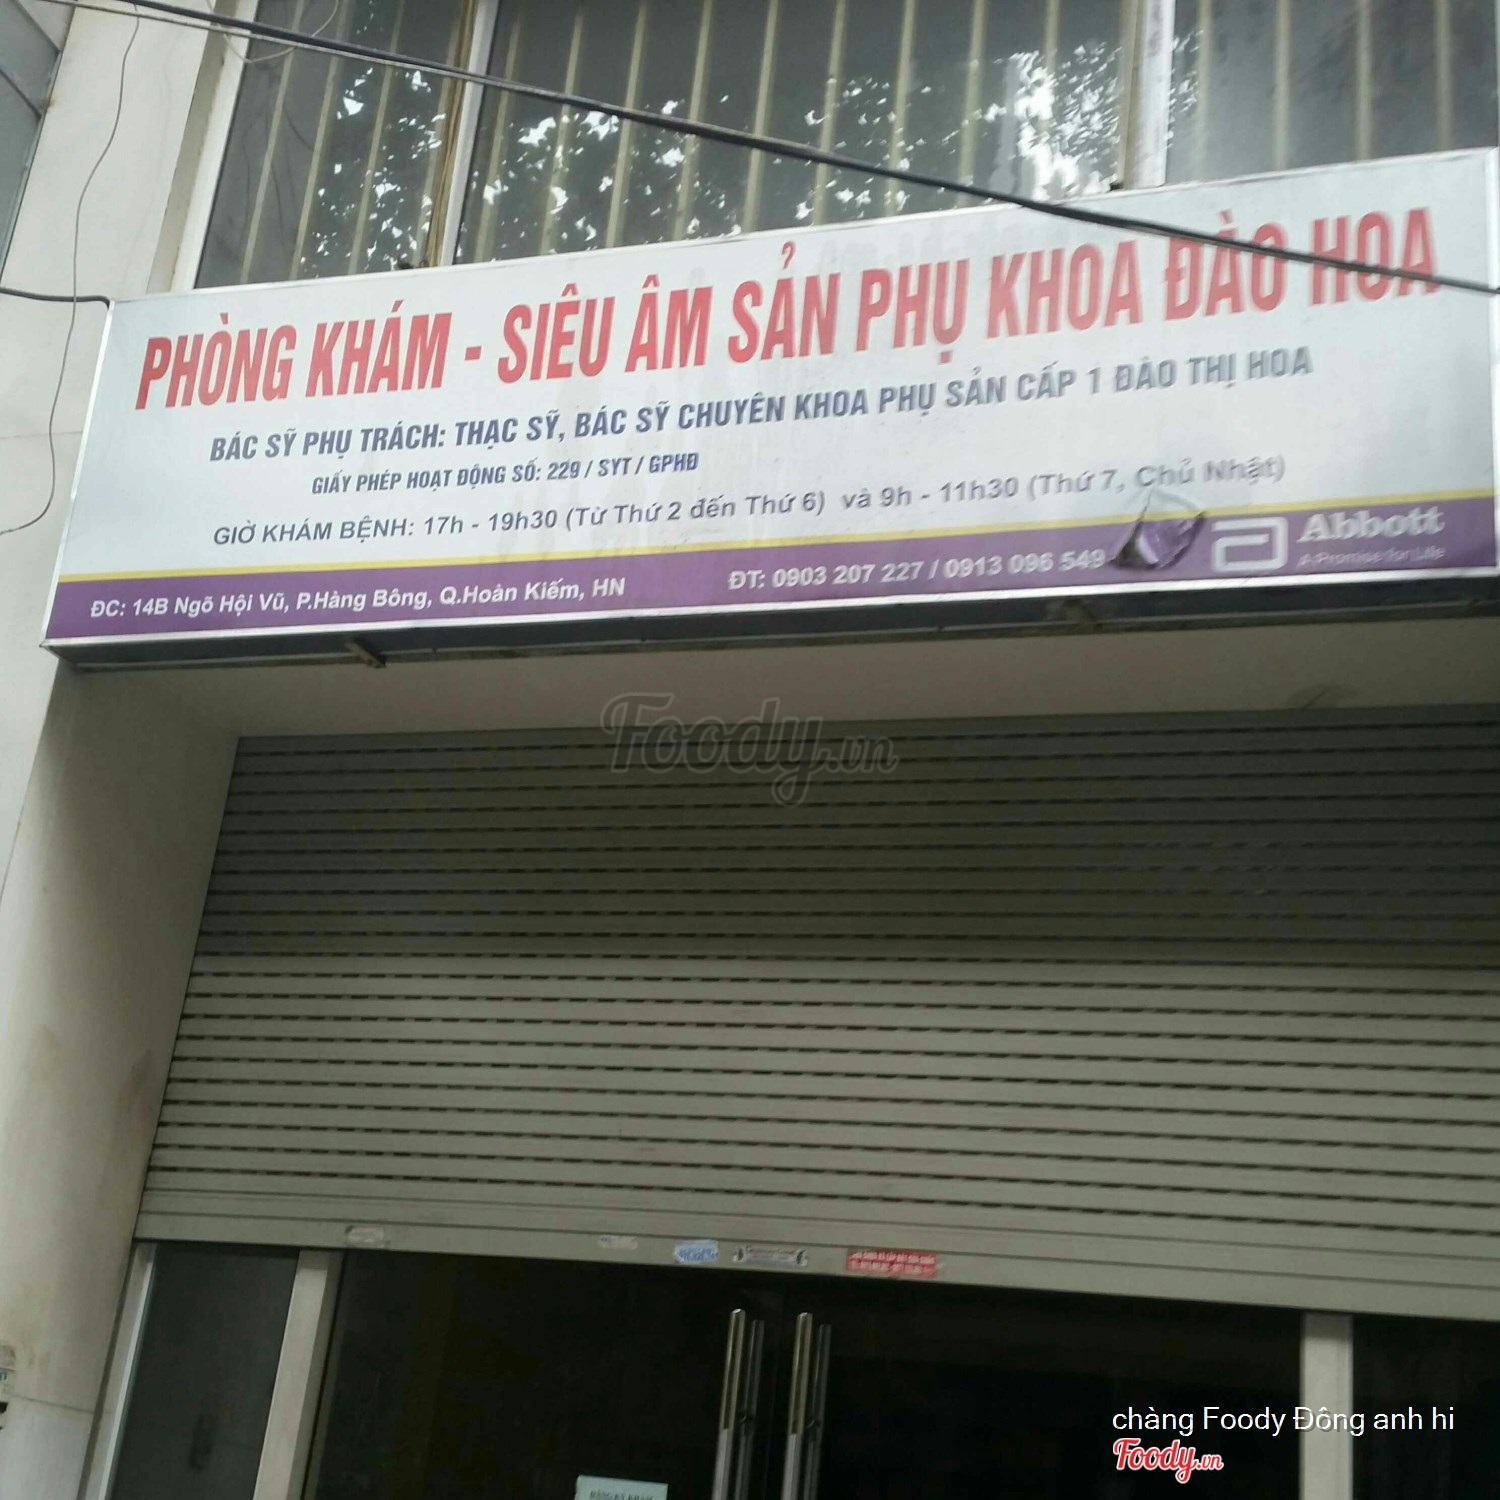 PHÒNG KHÁM - SIÊU ÂM SẢN PHỤ KHOA ĐÀO HOA
BÁC SỸ PHỤ TRÁCH: THẠC SỸ, BÁC SỸ CHUYÊN KHOA PHỤ SẢN CẤP 1 ĐÀO THỊ HOA
GIẤY PHÉP HOẠT ĐỘNG SỐ: 229 / SYT / GPHĐ
GIỜ KHÁM BỆNH: 17h - 19h30 (Từ Thứ 2 đến Thứ 6) và 9h - 11h30 (Thứ 7, Chủ Nhật)
ĐC: 14B Ngõ Hội Vũ, P.Hàng Bông, Q.Hoàn Kiếm, HN
ĐT: 0903 207 227 / 0913 096 549
Abbott
A Promise for Life
Foody.vn
chàng Foody Đông anh hi
Foody.vn